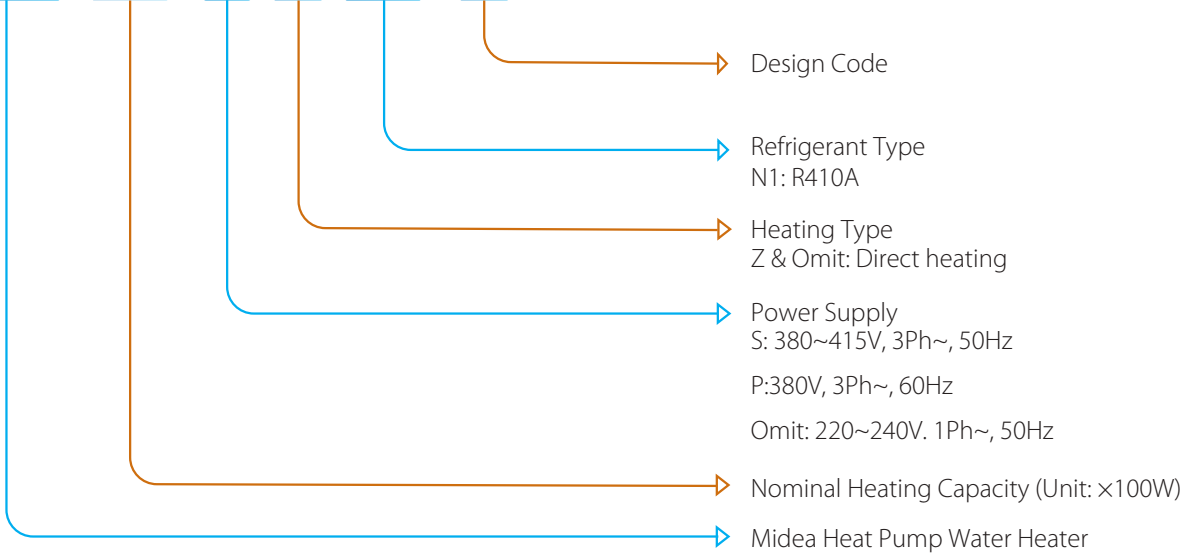 Design Code
Refrigerant Type
N1: R410A
Heating Type
Z & Omit: Direct heating
Power Supply
S: 380~415V, 3Ph~, 50Hz
P:380V, 3Ph~, 60Hz
Omit: 220~240V. 1Ph~, 50Hz
Nominal Heating Capacity (Unit: ×100W)
Midea Heat Pump Water Heater